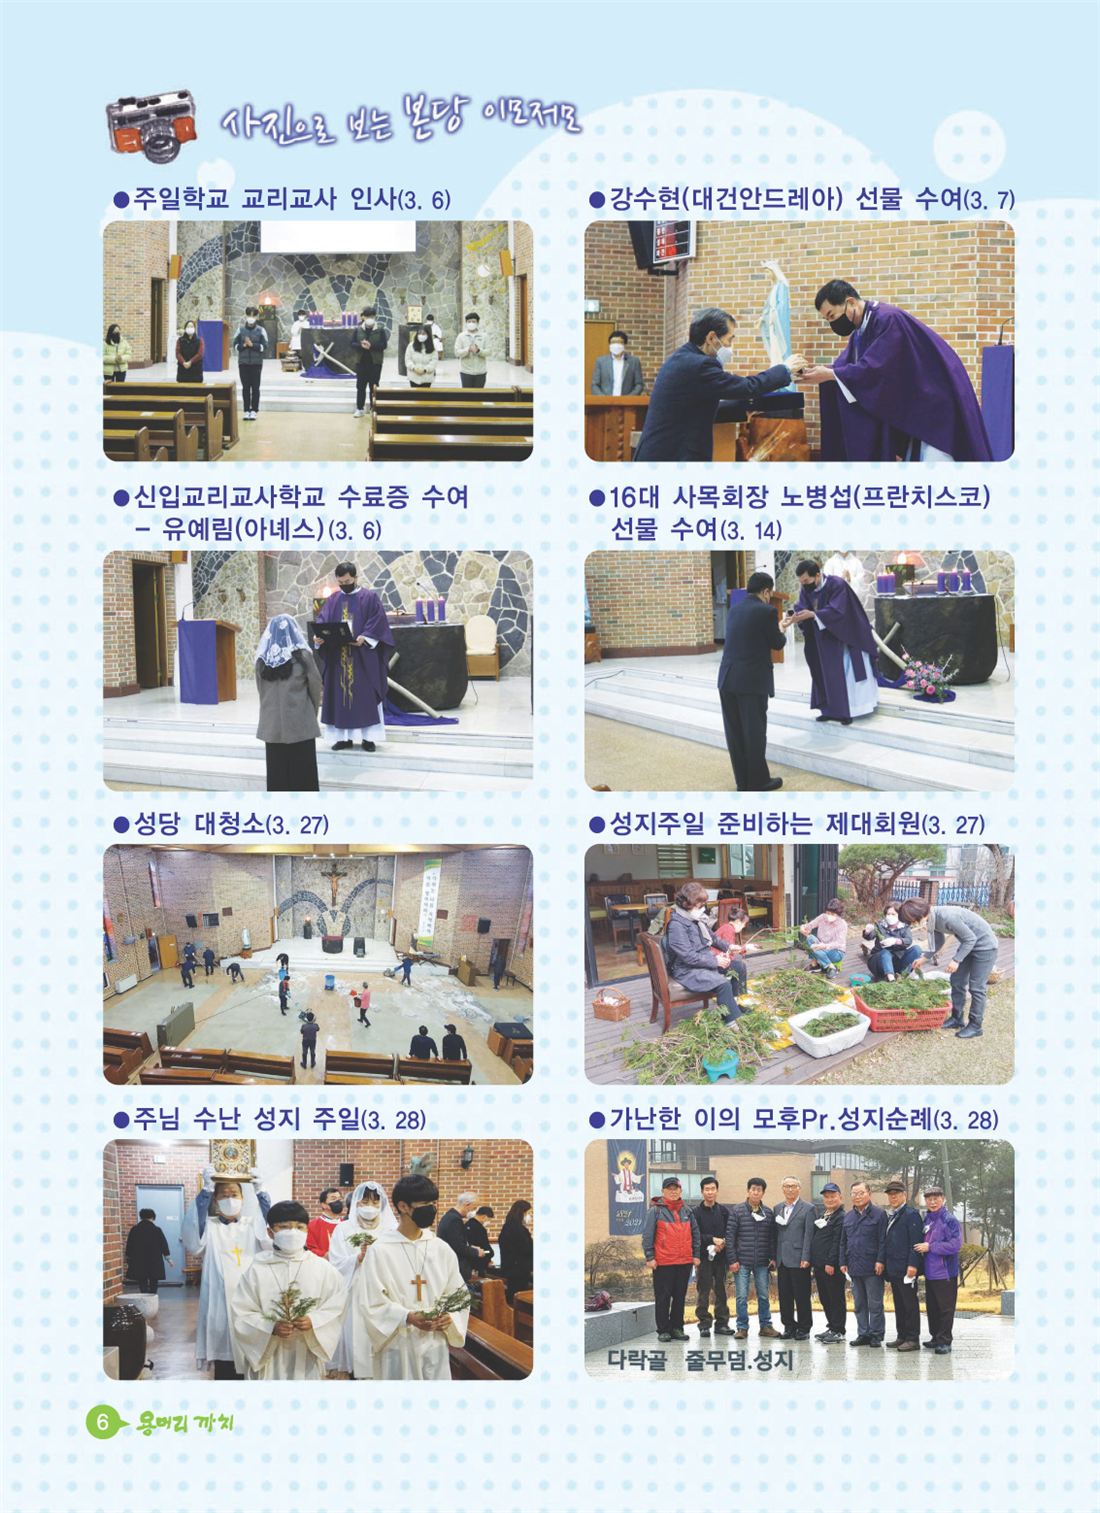 사진으로 보는 본당 이모저모
●주일학교 교리교사 인사(3. 6)
●강수현(대건안드레아) 선물 수여(3. 7)
●신입교리교사학교 수료증 수여
- 유예림(아녜스)(3. 6)
●16대 사목회장 노병섭(프란치스코)
선물 수여(3. 14)
●성당 대청소(3. 27)
●성지주일 준비하는 제대회원(3. 27)
●주님 수난 성지 주일(3. 28)
●가난한 이의 모후Pr.성지순례(3. 28)
다락골 줄무덤.성지
6 용머리 까치